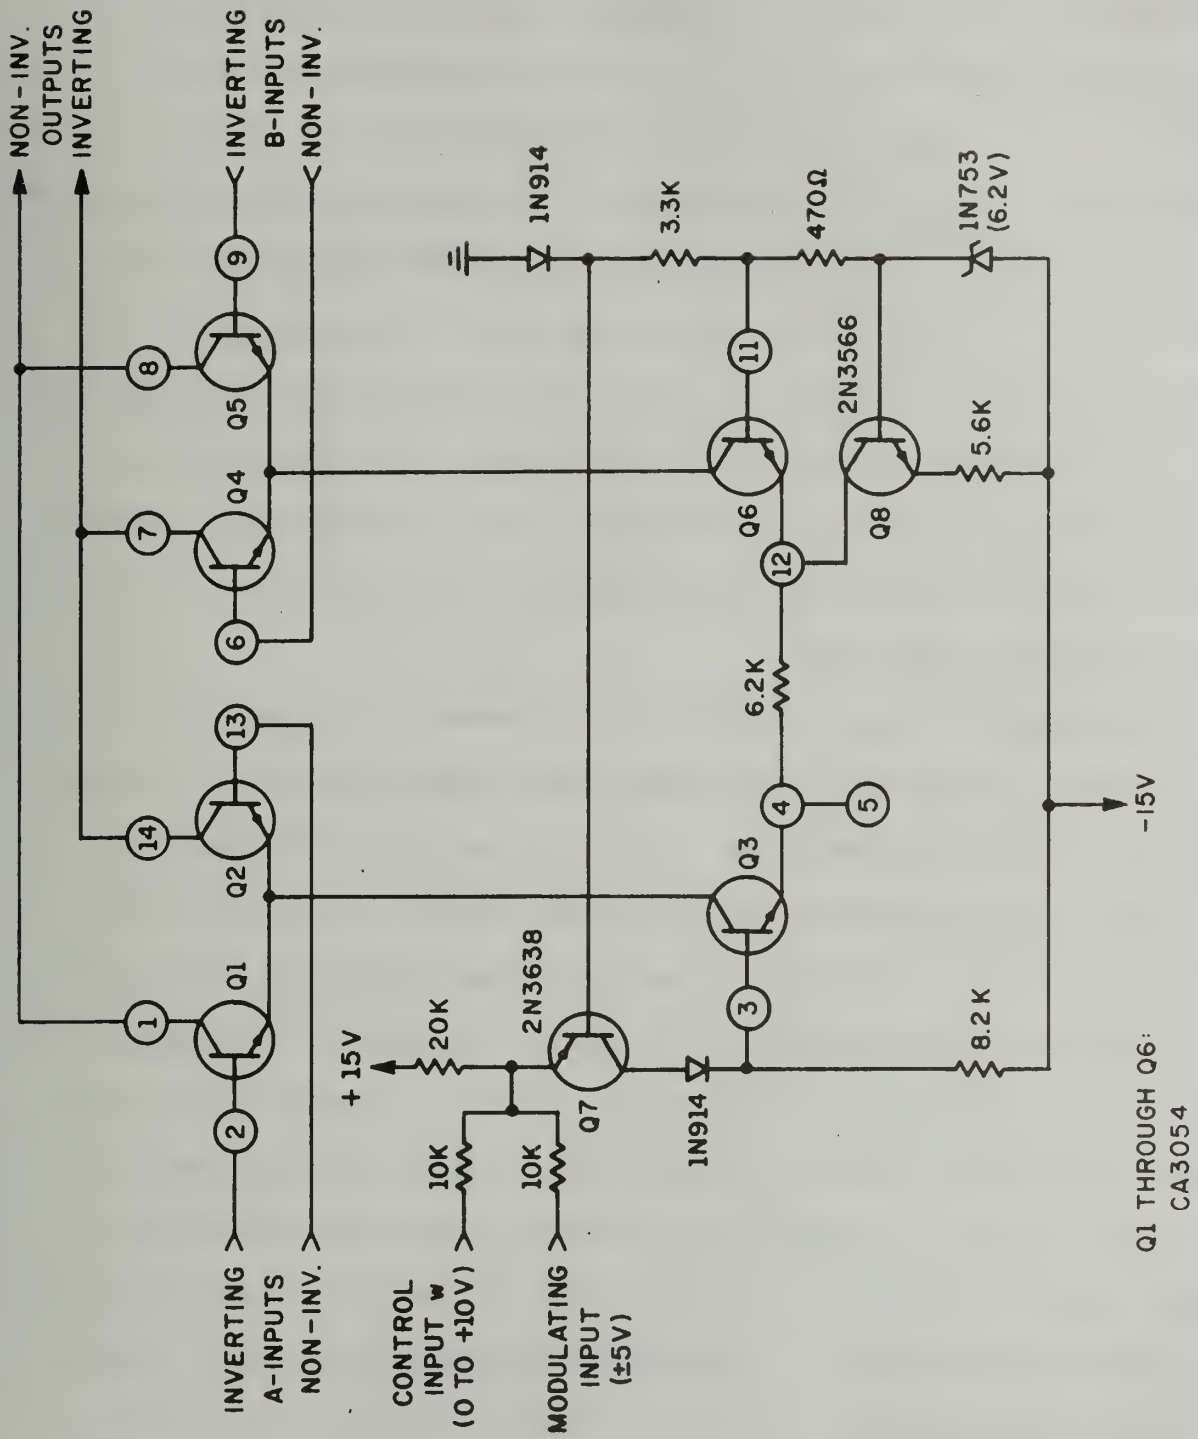 NON-INV.
OUTPUTS
INVERTING
INVERTING
B-INPUTS
NON-INV.
1
14
7
8
2
Q1
Q2
13
6
Q4
Q5
9
INVERTING
A-INPUTS
NON-INV.
+15V
20K
1N914
CONTROL
INPUT w
(0 TO +10V)
10K
2N3638
MODULATING
INPUT
(±5V)
10K
Q7
3.3K
1N914
3
Q3
Q6
11
4
6.2K
12
470Ω
5
Q8
2N3566
8.2K
5.6K
1N753
(6.2V)
-15V
Q1 THROUGH Q6:
CA3054